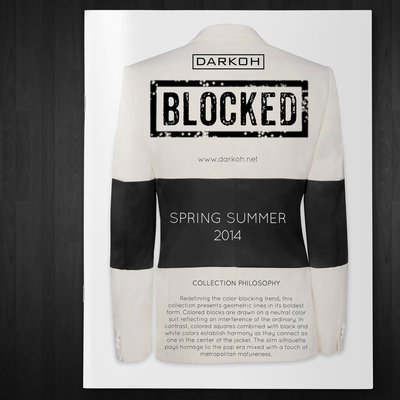 DARKOH
BLOCKED
www.darkoh.net
SPRING SUMMER
2014
COLLECTION PHILOSOPHY
Redefining the color-blocking trend, this
collection presents geometric lines in its boldest
form. Colored blocks are drawn on a neutral color
suit reflecting an interference of the ordinary. In
contrast, colored squares combined with black and
white colors establish harmony as they connect as
one in the center of the jacket. The slim silhouette
pays homage to the pop era mixed with a touch of
metropolitan matureness.